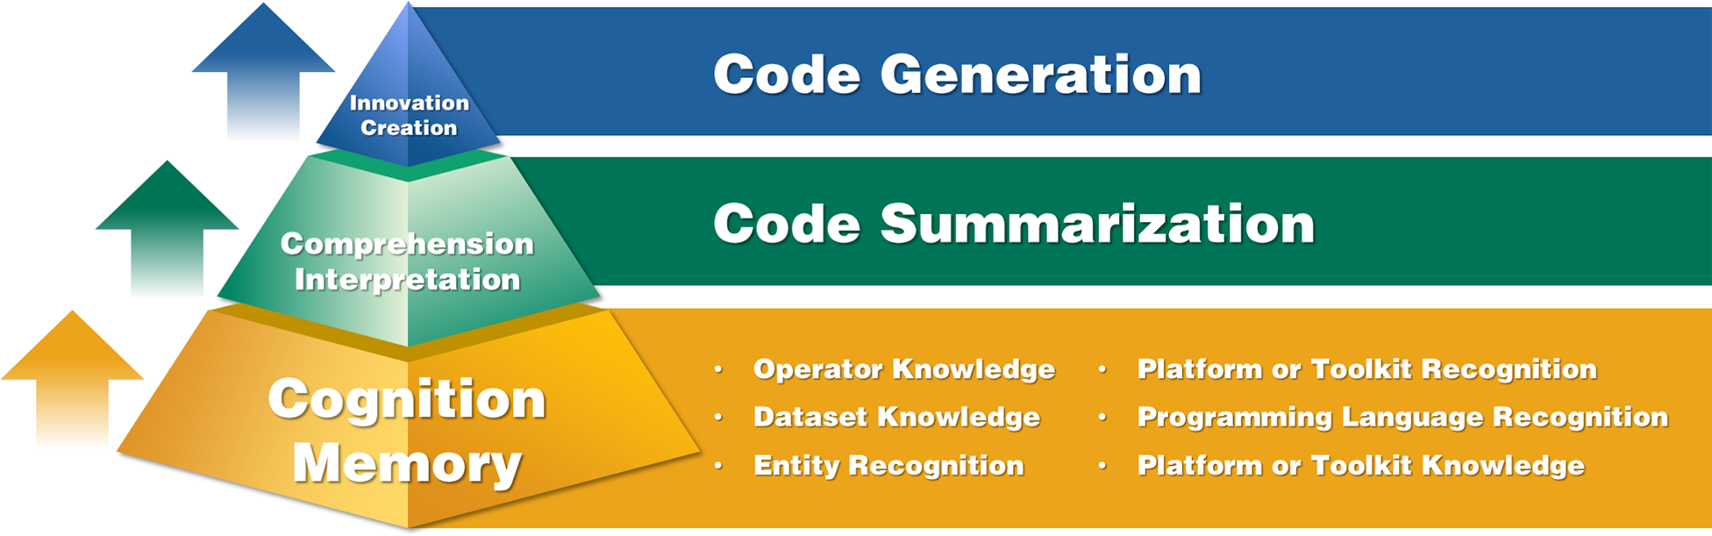 Innovation
Creation
Code Generation
Comprehension
Interpretation
Code Summarization
Cognition
Memory
• Operator Knowledge
• Dataset Knowledge
• Entity Recognition
• Platform or Toolkit Recognition
• Programming Language Recognition
• Platform or Toolkit Knowledge